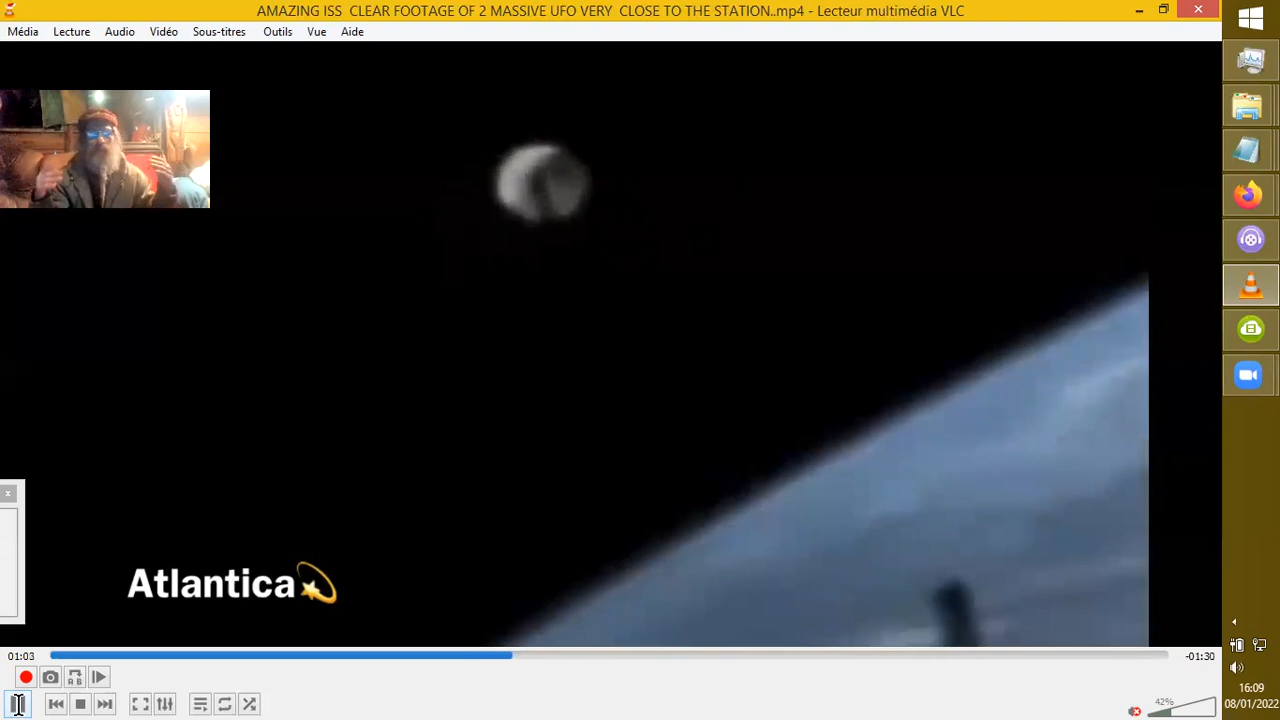 AMAZING ISS  CLEAR FOOTAGE OF 2 MASSIVE UFO VERY  CLOSE TO THE STATION..mp4 - Lecteur multimédia VLC
Média Lecture Audio Vidéo Sous-titres Outils Vue Aide
Atlantica
01:03
-01:30
A B
42%
16:09
08/01/2022